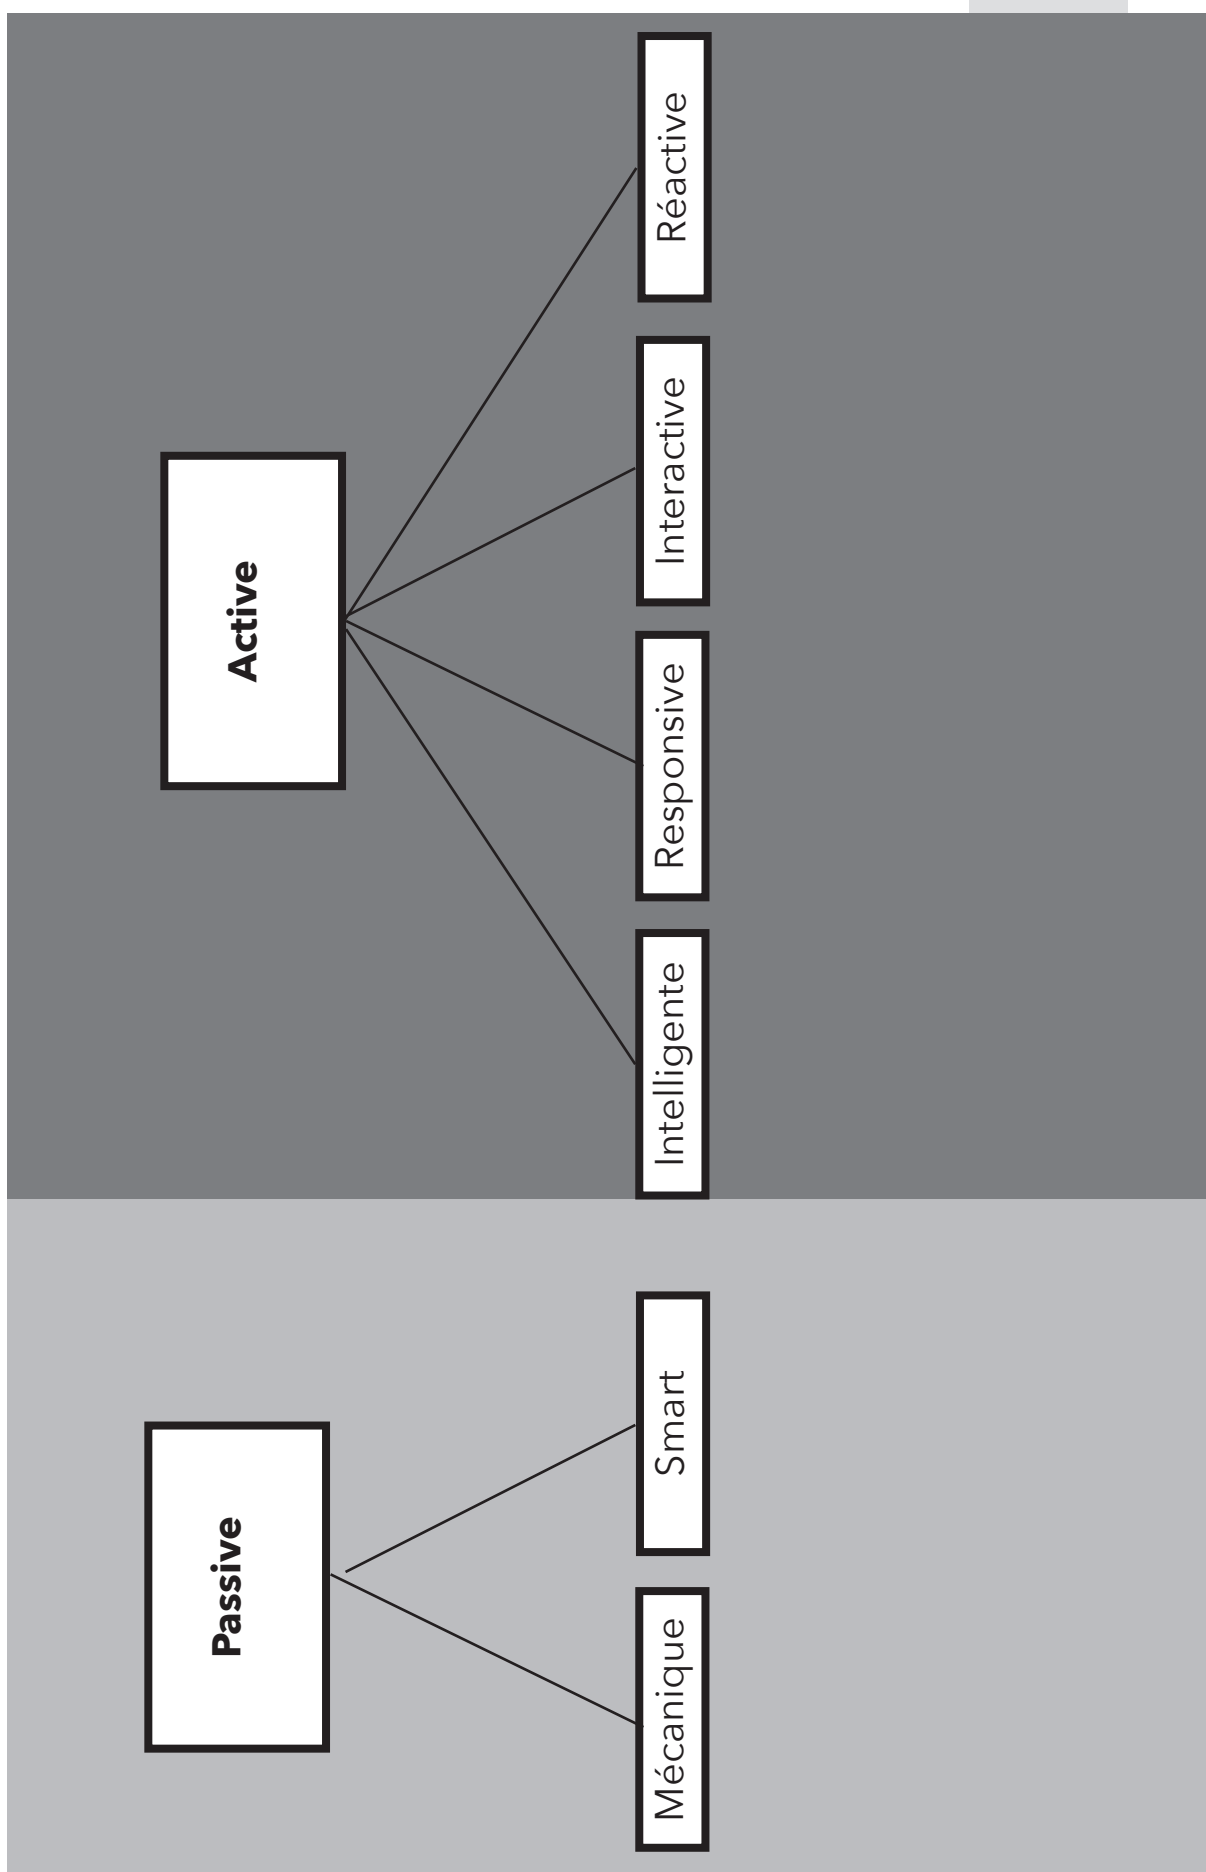 Passive
Active
Mécanique
Smart
Intelligente
Responsive
Interactive
Réactive